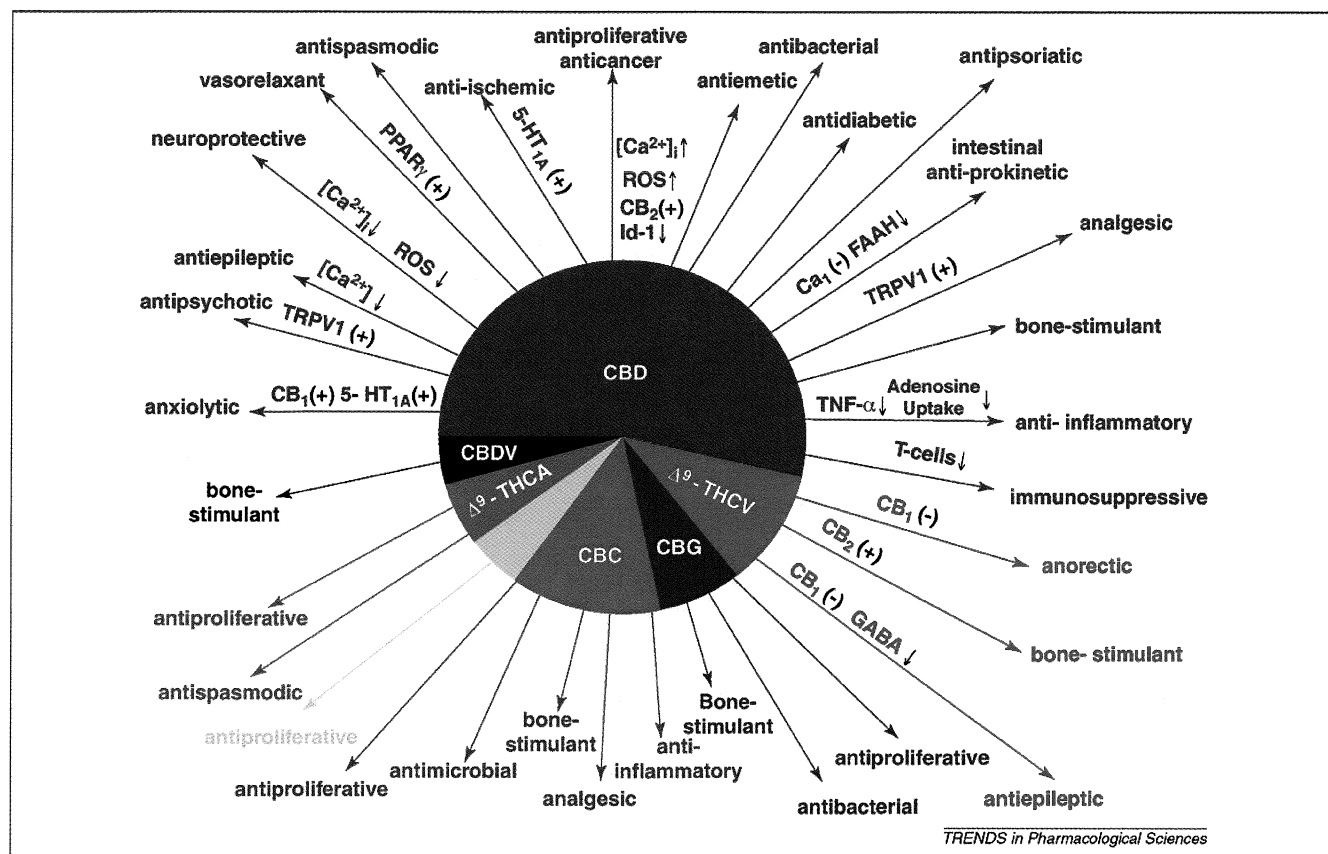 antiproliferative
anticancer
antispasmodic
antibacterial
antipsoriatic
vasorelaxant
anti-ischemic
antiemetic
neuroprotective
antidiabetic
intestinal
anti-prokinetic
5-HT1A (+)
[Ca2+]i↑
ROS↑
CB2(+)
Id-1↓
PPARγ (+)
[Ca2+]i↓ ROS ↓
analgesic
antiepileptic
[Ca2+] ↓
Ca1 (-) FAAH↓
TRPV1 (+)
antipsychotic
TRPV1 (+)
bone-stimulant
CBD
anxiolytic
CB1(+) 5- HT1A(+)
TNF-α↓ Adenosine
Uptake ↓
anti- inflammatory
T-cells↓
immunosuppressive
CBDV
bone-
stimulant
Δ9 - THCA
Δ9 - THCV
CBC
CBG
CB1 (-)
anorectic
CB2 (+)
bone- stimulant
CB1 (-) GABA ↓
antiepileptic
antiproliferative
antispasmodic
antiproliferative
antiproliferative
antimicrobial
bone-
stimulant
analgesic
anti-
inflammatory
Bone-
stimulant
antiproliferative
antibacterial
TRENDS in Pharmacological Sciences